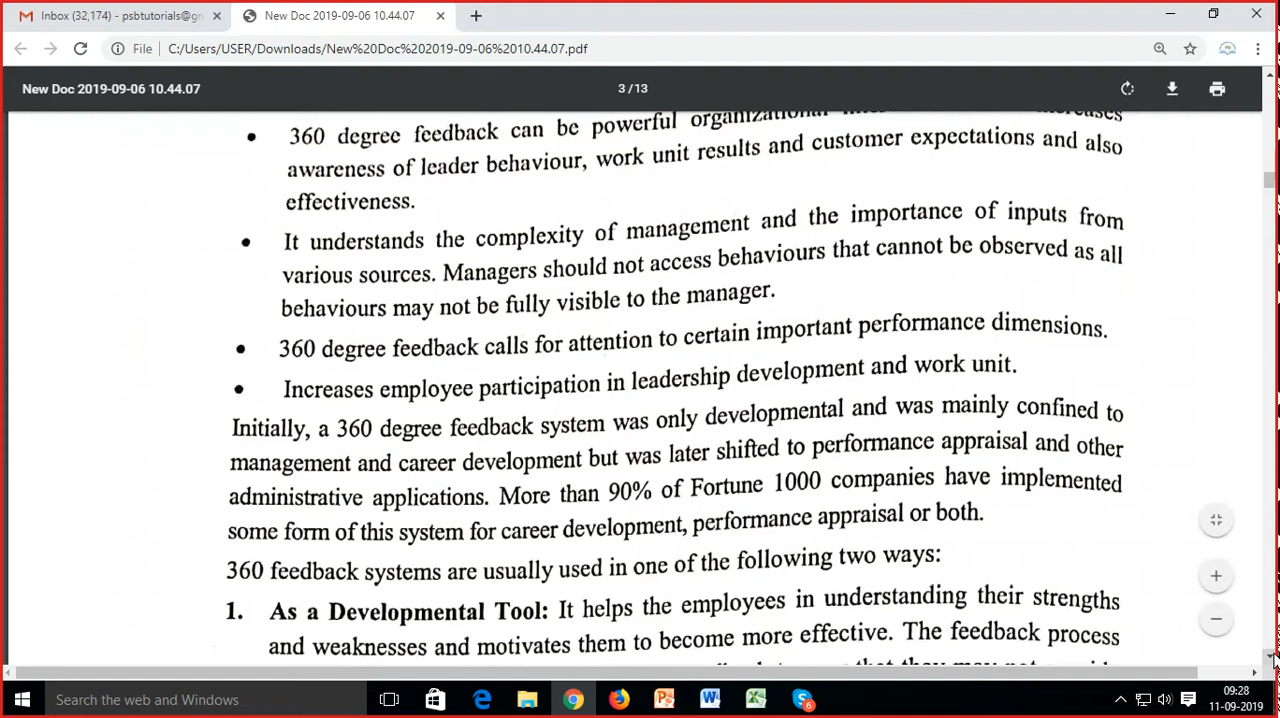 Inbox (32,174) - psbtutorials@gn
New Doc 2019-09-06 10.44.07
File C:/Users/USER/Downloads/New%20Doc%202019-09-06%2010.44.07.pdf
New Doc 2019-09-06 10.44.07
3 / 13
• 360 degree feedback can be powerful organizational
awareness of leader behaviour, work unit results and customer expectations and also
effectiveness.
• It understands the complexity of management and the importance of inputs from
various sources. Managers should not access behaviours that cannot be observed as all
behaviours may not be fully visible to the manager.
• 360 degree feedback calls for attention to certain important performance dimensions.
• Increases employee participation in leadership development and work unit.
Initially, a 360 degree feedback system was only developmental and was mainly confined to
management and career development but was later shifted to performance appraisal and other
administrative applications. More than 90% of Fortune 1000 companies have implemented
some form of this system for career development, performance appraisal or both.
360 feedback systems are usually used in one of the following two ways:
1. As a Developmental Tool: It helps the employees in understanding their strengths
and weaknesses and motivates them to become more effective. The feedback process
that they may not
Search the web and Windows
6
09:28
11-09-2019